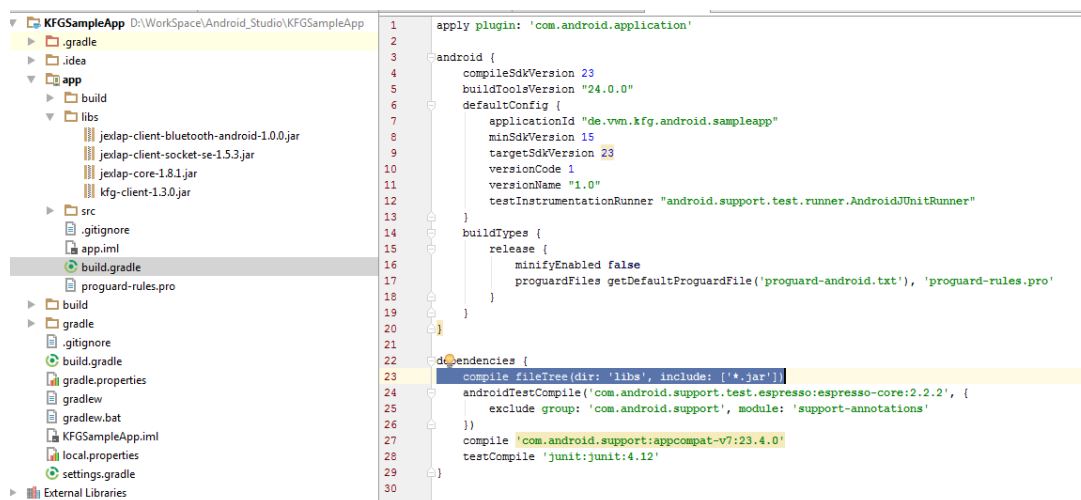 KFGSampleApp D:\WorkSpace\Android_Studio\KFGSampleApp
.gradle
.idea
app
build
libs
jexlap-client-bluetooth-android-1.0.0.jar
jexlap-client-socket-se-1.5.3.jar
jexlap-core-1.8.1.jar
kfg-client-1.3.0.jar
src
.gitignore
app.iml
build.gradle
proguard-rules.pro
build
gradle
.gitignore
build.gradle
gradle.properties
gradlew
gradlew.bat
KFGSampleApp.iml
local.properties
settings.gradle
External Libraries
1 apply plugin: 'com.android.application'
2
3 android {
4 compileSdkVersion 23
5 buildToolsVersion "24.0.0"
6 defaultConfig {
7 applicationId "de.vwn.kfg.android.sampleapp"
8 minSdkVersion 15
9 targetSdkVersion 23
10 versionCode 1
11 versionName "1.0"
12 testInstrumentationRunner "android.support.test.runner.AndroidJUnitRunner"
13 }
14 buildTypes {
15 release {
16 minifyEnabled false
17 proguardFiles getDefaultProguardFile('proguard-android.txt'), 'proguard-rules.pro'
18 }
19 }
20 }
21
22 dependencies {
23 compile fileTree(dir: 'libs', include: ['*.jar'])
24 androidTestCompile('com.android.support.test.espresso:espresso-core:2.2.2', {
25 exclude group: 'com.android.support', module: 'support-annotations'
26 })
27 compile 'com.android.support:appcompat-v7:23.4.0'
28 testCompile 'junit:junit:4.12'
29 }
30